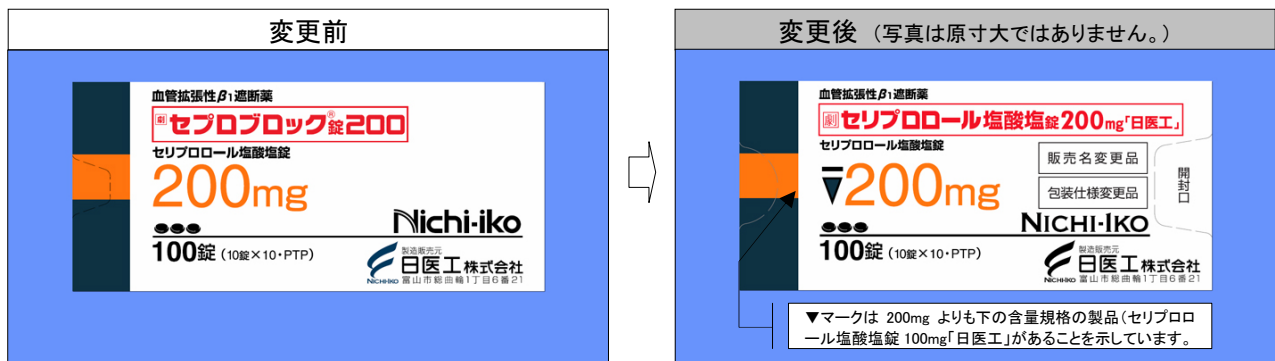 変更前
血管拡張性β1遮断薬
劇 セプロブロック®錠200
セリプロロール塩酸塩錠
200mg
Nichi-iko
100錠 (10錠×10・PTP)
製造販売元
日医工株式会社
NICHI-IKO 富山市総曲輪1丁目6番21
変更後 (写真は原寸大ではありません。)
血管拡張性β1遮断薬
劇 セリプロロール塩酸塩錠200mg「日医工」
セリプロロール塩酸塩錠
▼200mg
販売名変更品
包装仕様変更品
開封口
NICHI-IKO
100錠 (10錠×10・PTP)
製造販売元
日医工株式会社
NICHI-IKO 富山市総曲輪1丁目6番21
▼マークは 200mg よりも下の含量規格の製品(セリプロロ
ール塩酸塩錠 100mg「日医工」があることを示しています。